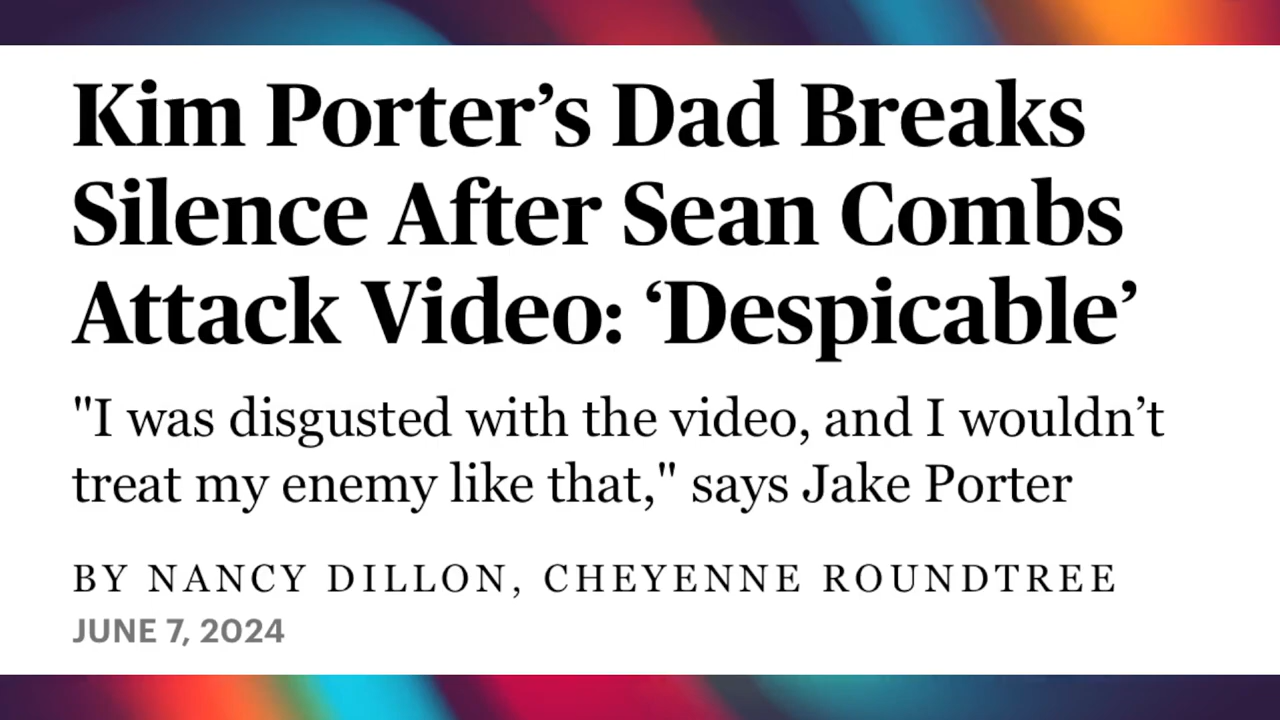 Kim Porter’s Dad Breaks
Silence After Sean Combs
Attack Video: ‘Despicable’
"I was disgusted with the video, and I wouldn’t
treat my enemy like that," says Jake Porter
BY NANCY DILLON, CHEYENNE ROUNDTREE
JUNE 7, 2024